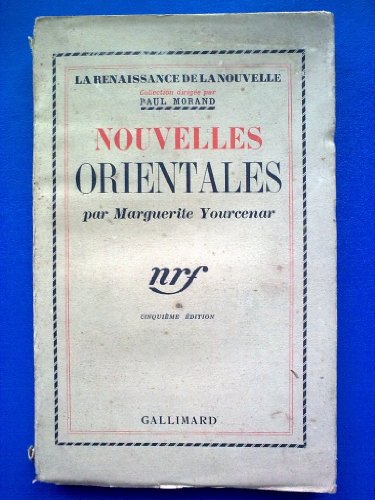 LA RENAISSANCE DE LA NOUVELLE
Collection dirigée par
PAUL MORAND
NOUVELLES
ORIENTALES
par Marguerite Yourcenar
nrf
CINQUIÈME ÉDITION
GALLIMARD